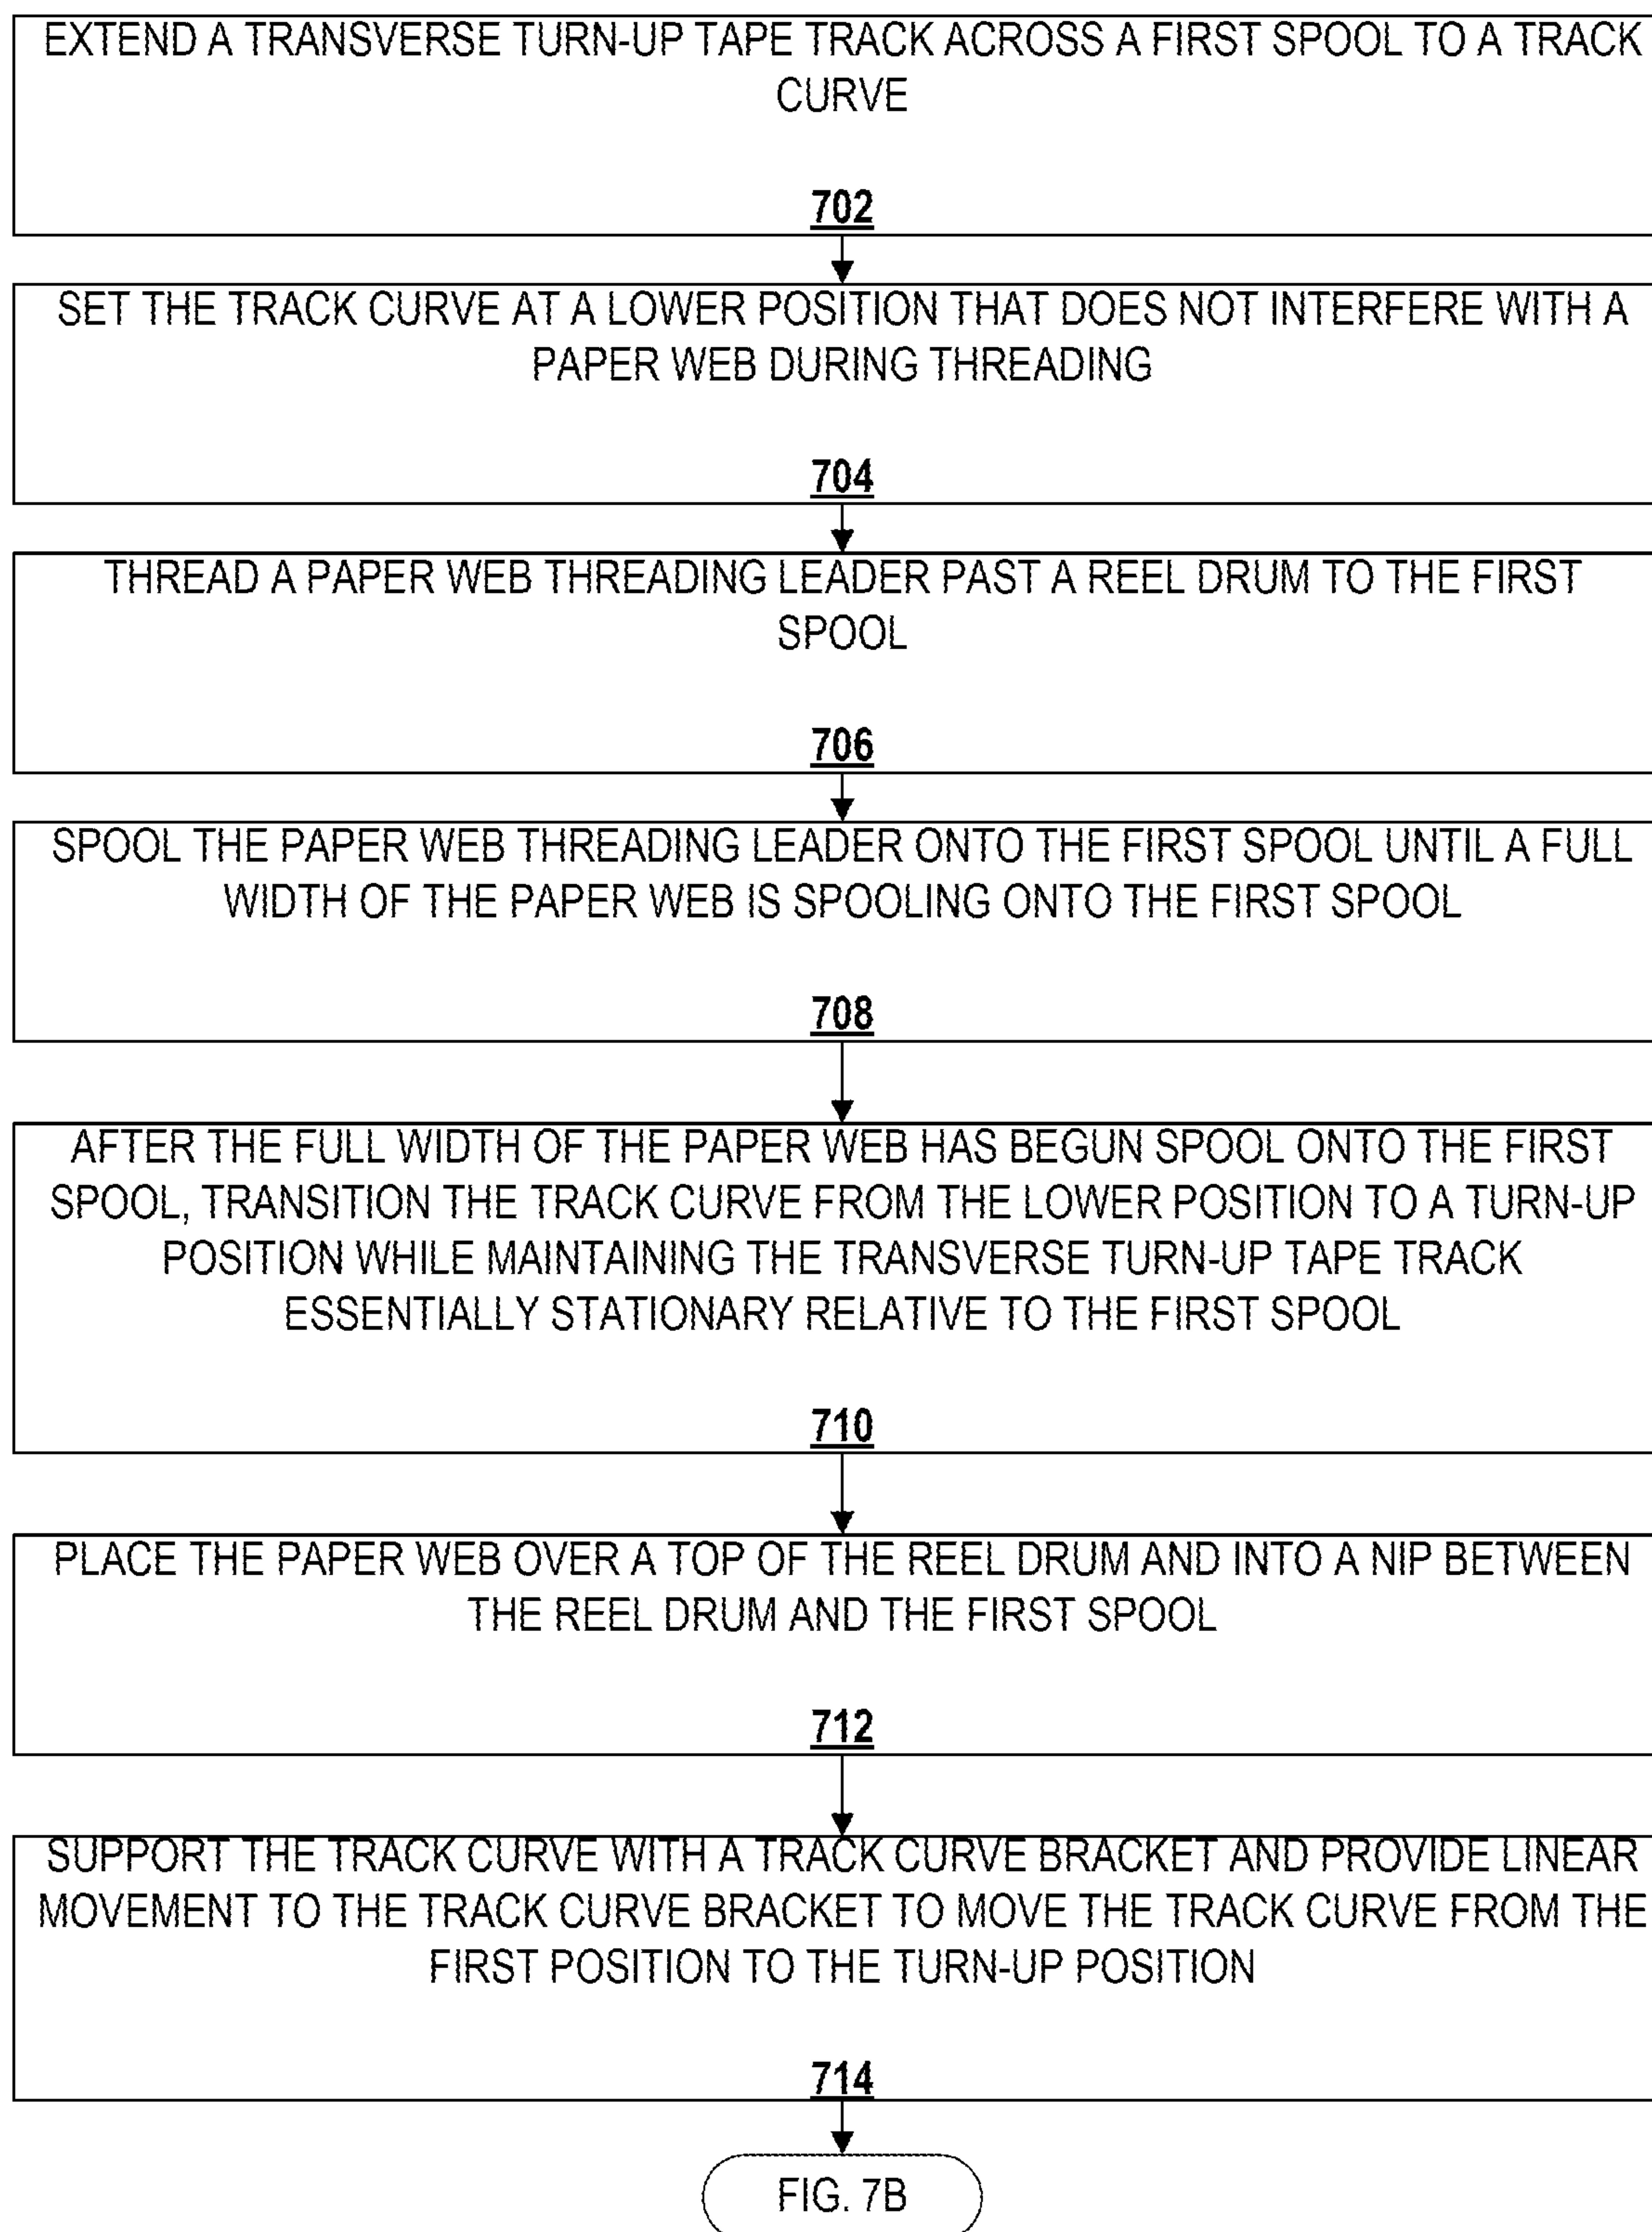 EXTEND A TRANSVERSE TURN-UP TAPE TRACK ACROSS A FIRST SPOOL TO A TRACK
CURVE
702
SET THE TRACK CURVE AT A LOWER POSITION THAT DOES NOT INTERFERE WITH A
PAPER WEB DURING THREADING
704
THREAD A PAPER WEB THREADING LEADER PAST A REEL DRUM TO THE FIRST
SPOOL
706
SPOOL THE PAPER WEB THREADING LEADER ONTO THE FIRST SPOOL UNTIL A FULL
WIDTH OF THE PAPER WEB IS SPOOLING ONTO THE FIRST SPOOL
708
AFTER THE FULL WIDTH OF THE PAPER WEB HAS BEGUN SPOOL ONTO THE FIRST
SPOOL, TRANSITION THE TRACK CURVE FROM THE LOWER POSITION TO A TURN-UP
POSITION WHILE MAINTAINING THE TRANSVERSE TURN-UP TAPE TRACK
ESSENTIALLY STATIONARY RELATIVE TO THE FIRST SPOOL
710
PLACE THE PAPER WEB OVER A TOP OF THE REEL DRUM AND INTO A NIP BETWEEN
THE REEL DRUM AND THE FIRST SPOOL
712
SUPPORT THE TRACK CURVE WITH A TRACK CURVE BRACKET AND PROVIDE LINEAR
MOVEMENT TO THE TRACK CURVE BRACKET TO MOVE THE TRACK CURVE FROM THE
FIRST POSITION TO THE TURN-UP POSITION
714
FIG. 7B